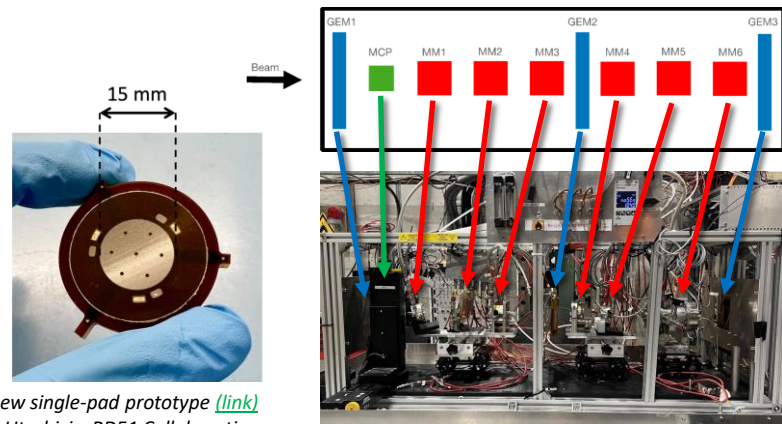 GEM1
GEM2
GEM3
MCP
MM1
MM2
MM3
MM4
MM5
MM6
Beam
15 mm
ew single-pad prototype (link)